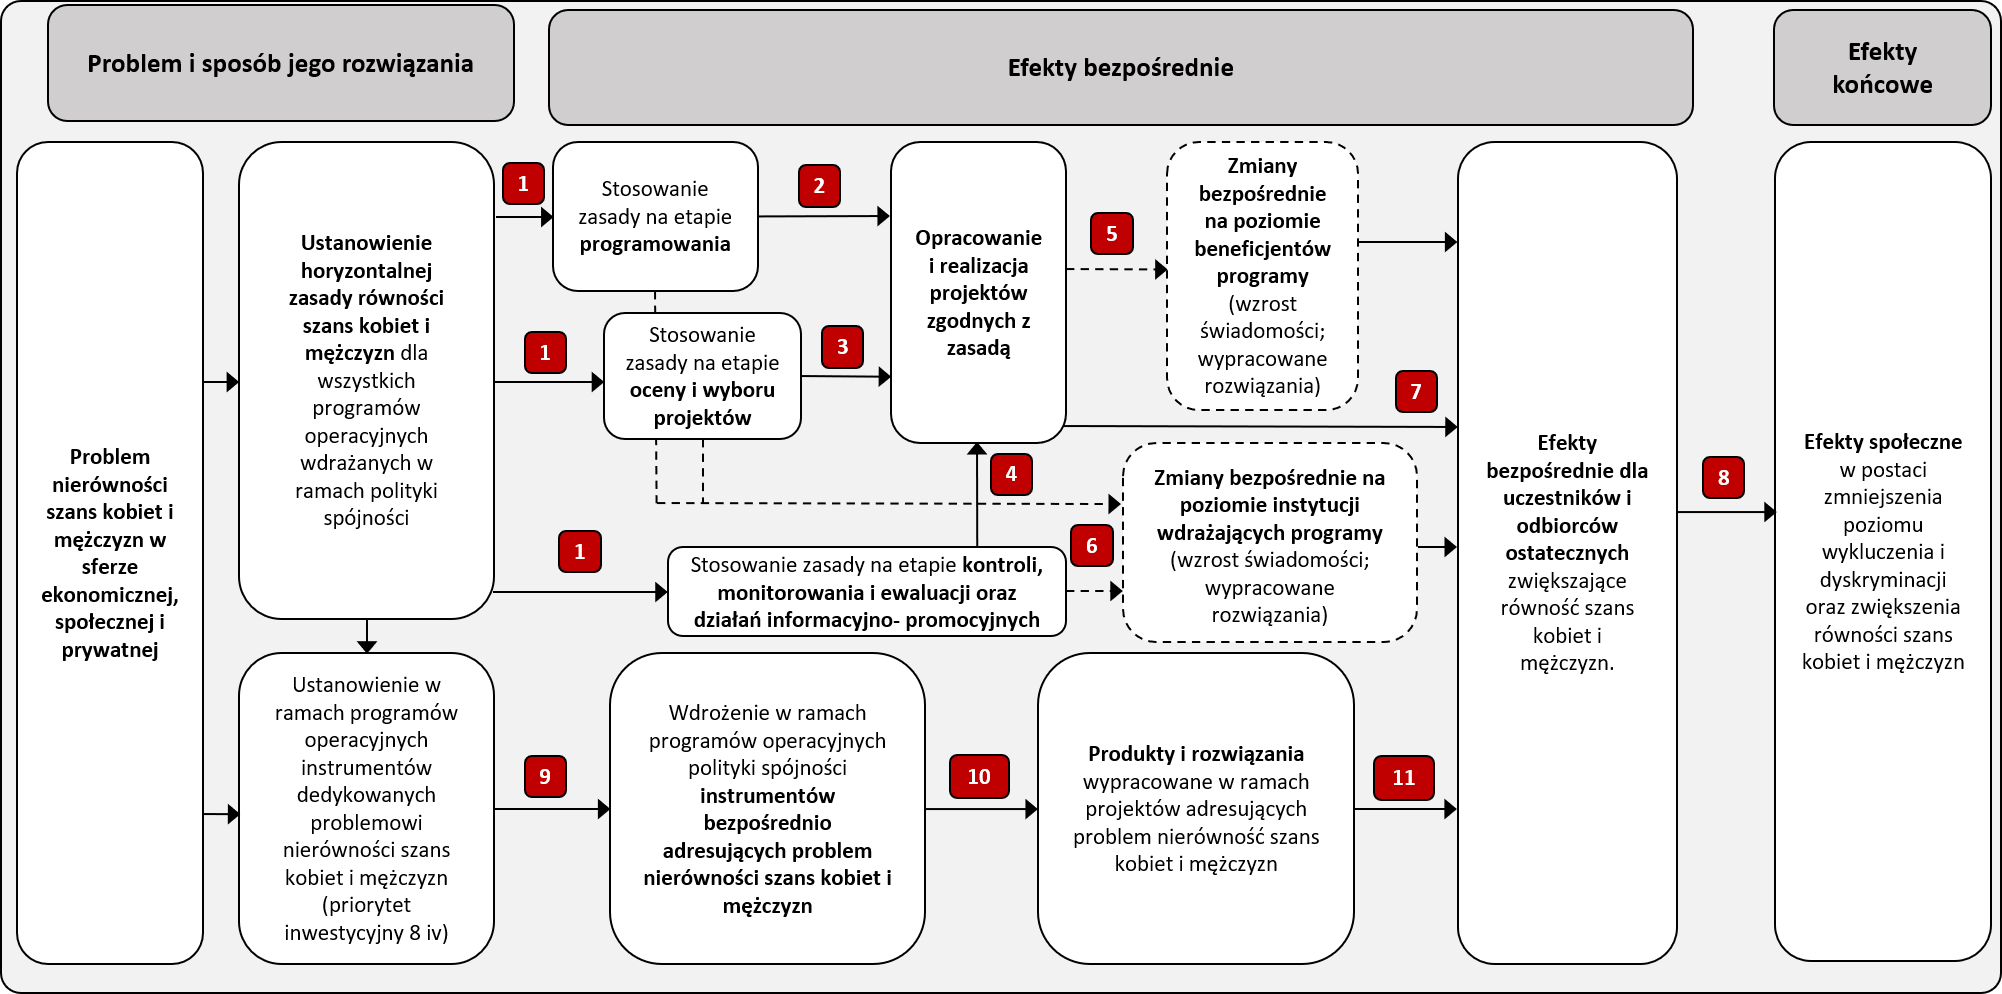 Problem i sposób jego rozwiązania
Efekty bezpośrednie
Efekty
końcowe
Problem
nierówności
szans kobiet i
mężczyzn w
sferze
ekonomicznej,
społecznej i
prywatnej
Ustanowienie
horyzontalnej
zasady równości
szans kobiet i
mężczyzn dla
wszystkich
programów
operacyjnych
wdrażanych w
ramach polityki
spójności
1
Stosowanie
zasady na etapie
programowania
2
1
Stosowanie
zasady na etapie
oceny i wyboru
projektów
3
Opracowanie
i realizacja
projektów
zgodnych z
zasadą
5
Zmiany
bezpośrednie
na poziomie
beneficjentów
programy
(wzrost
świadomości;
wypracowane
rozwiązania)
7
4
1
Stosowanie zasady na etapie kontroli,
monitorowania i ewaluacji oraz
działań informacyjno- promocyjnych
6
Zmiany bezpośrednie na
poziomie instytucji
wdrażających programy
(wzrost świadomości;
wypracowane
rozwiązania)
Efekty
bezpośrednie dla
uczestników i
odbiorców
ostatecznych
zwiększające
równość szans
kobiet i
mężczyzn.
8
Efekty społeczne
w postaci
zmniejszenia
poziomu
wykluczenia i
dyskryminacji
oraz zwiększenia
równości szans
kobiet i mężczyzn
Ustanowienie w
ramach programów
operacyjnych
instrumentów
dedykowanych
problemowi
nierówności szans
kobiet i mężczyzn
(priorytet
inwestycyjny 8 iv)
9
Wdrożenie w ramach
programów operacyjnych
polityki spójności
instrumentów
bezpośrednio
adresujących problem
nierówności szans kobiet i
mężczyzn
10
Produkty i rozwiązania
wypracowane w ramach
projektów adresujących
problem nierówność szans
kobiet i mężczyzn
11